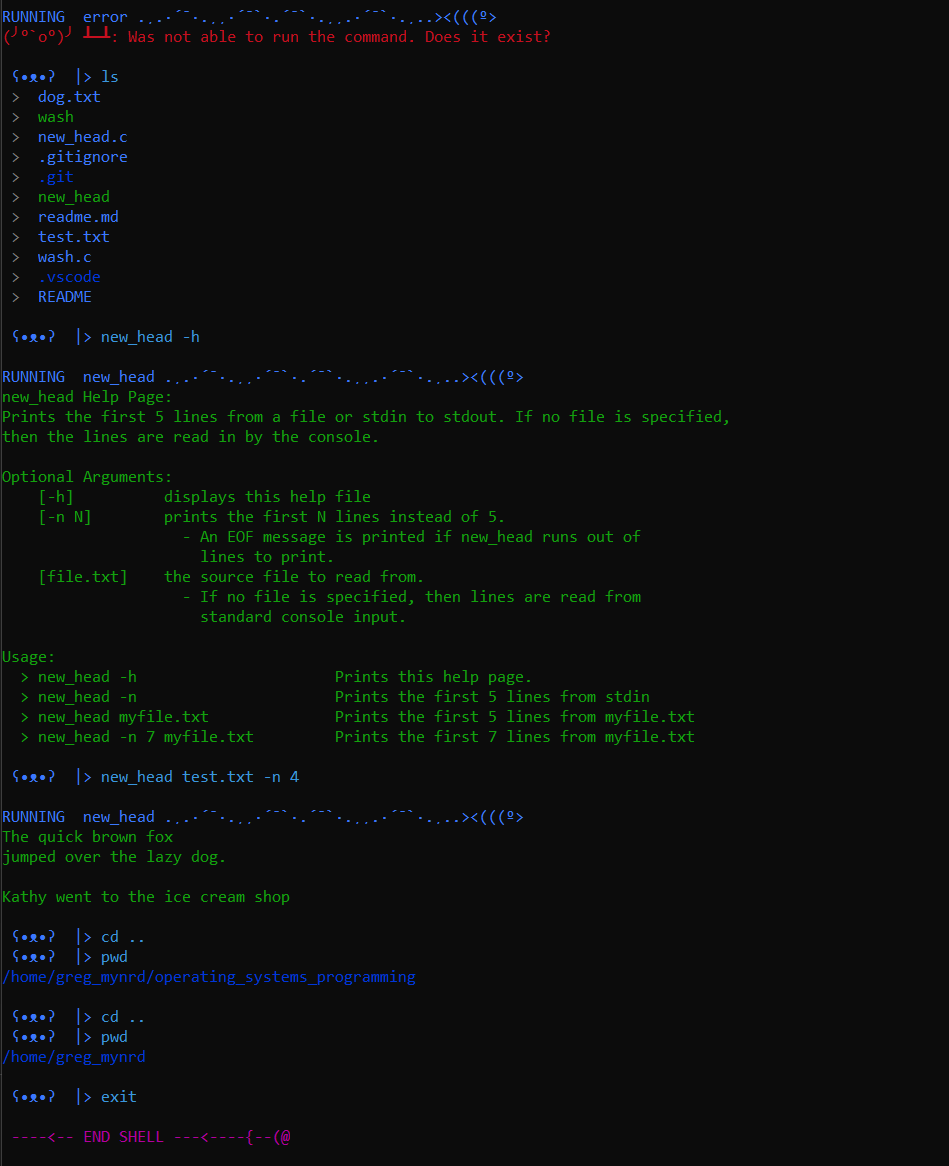 RUNNING  error .¸.·´¯`·.¸¸.·´¯`·.´¯`·.¸¸.·´¯`·.¸.><(((º>
(╯°`o°)╯ ┻━┻: Was not able to run the command. Does it exist?
ʕ•ᴥ•ʔ  |> ls
>  dog.txt
>  wash
>  new_head.c
>  .gitignore
>  .git
>  new_head
>  readme.md
>  test.txt
>  wash.c
>  .vscode
>  README
ʕ•ᴥ•ʔ  |> new_head -h
RUNNING  new_head .¸.·´¯`·.¸¸.·´¯`·.´¯`·.¸¸.·´¯`·.¸.><(((º>
new_head Help Page:
Prints the first 5 lines from a file or stdin to stdout. If no file is specified,
then the lines are read in by the console.
Optional Arguments:
[-h]          displays this help file
[-n N]        prints the first N lines instead of 5.
- An EOF message is printed if new_head runs out of
lines to print.
[file.txt]    the source file to read from.
- If no file is specified, then lines are read from
standard console input.
Usage:
> new_head -h                      Prints this help page.
> new_head -n                      Prints the first 5 lines from stdin
> new_head myfile.txt              Prints the first 5 lines from myfile.txt
> new_head -n 7 myfile.txt         Prints the first 7 lines from myfile.txt
ʕ•ᴥ•ʔ  |> new_head test.txt -n 4
RUNNING  new_head .¸.·´¯`·.¸¸.·´¯`·.´¯`·.¸¸.·´¯`·.¸.><(((º>
The quick brown fox
jumped over the lazy dog.
Kathy went to the ice cream shop
ʕ•ᴥ•ʔ  |> cd ..
ʕ•ᴥ•ʔ  |> pwd
/home/greg_mynrd/operating_systems_programming
ʕ•ᴥ•ʔ  |> cd ..
ʕ•ᴥ•ʔ  |> pwd
/home/greg_mynrd
ʕ•ᴥ•ʔ  |> exit
----<-- END SHELL ---<----{--(@